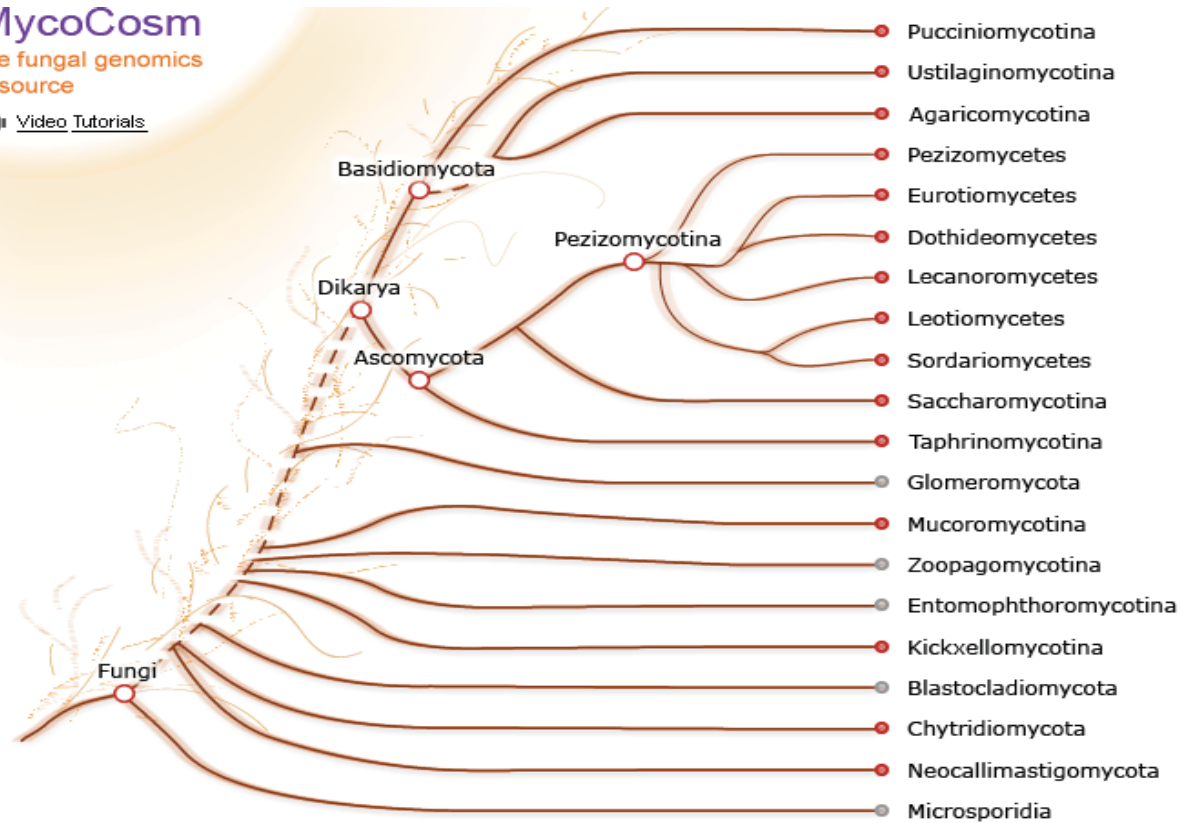 MycoCosm
fungal genomics
Video Tutorials
Pucciniomycotina
Ustilaginomycotina
Agaricomycotina
Basidiomycota
Pezizomycetes
Eurotiomycetes
Pezizomycotina
Dothideomycetes
Lecanoromycetes
Dikarya
Leotiomycetes
Ascomycota
Sordariomycetes
Saccharomycotina
Taphrinomycotina
Glomeromycota
Mucoromycotina
Zoopagomycotina
Entomophthoromycotina
Kickxellomycotina
Fungi
Blastocladiomycota
Chytridiomycota
Neocallimastigomycota
Microsporidia